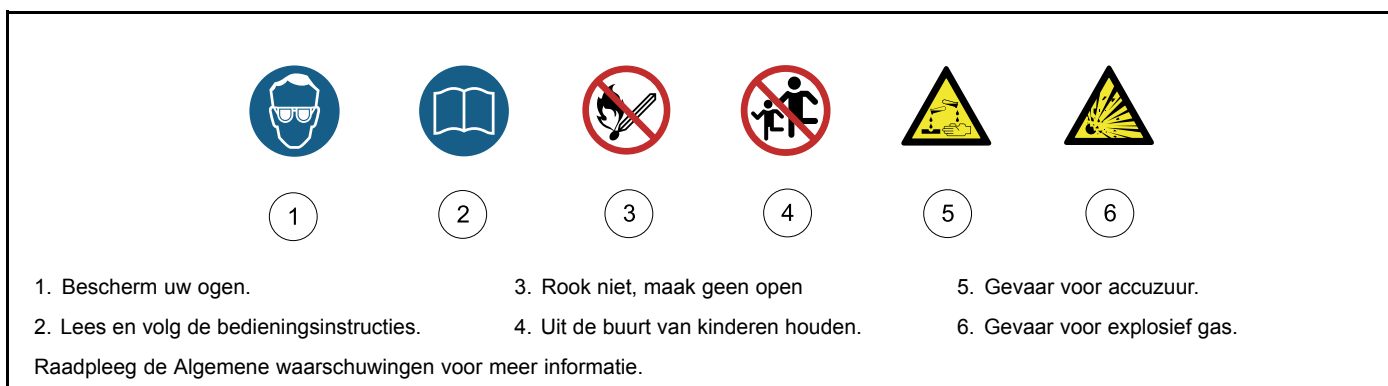 1
2
3
4
5
6
1. Bescherm uw ogen.
2. Lees en volg de bedieningsinstructies.
3. Rook niet, maak geen open
4. Uit de buurt van kinderen houden.
5. Gevaar voor accuzuur.
6. Gevaar voor explosief gas.
Raadpleeg de Algemene waarschuwingen voor meer informatie.